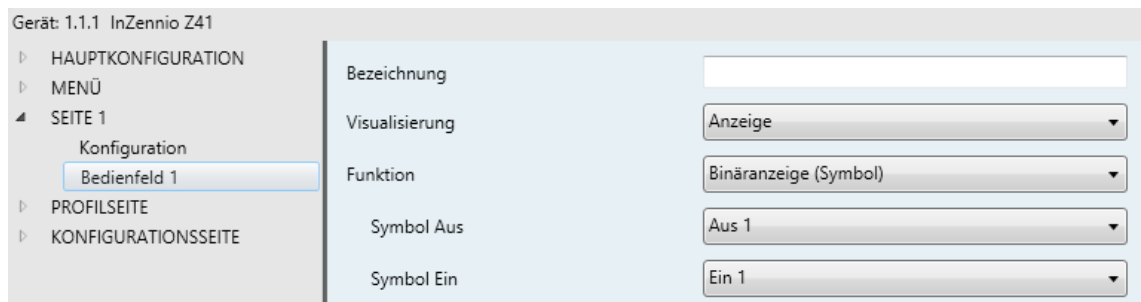 Gerät: 1.1.1 InZennio Z41
HAUPTKONFIGURATION
MENÜ
SEITE 1
Konfiguration
Bedienfeld 1
PROFILSEITE
KONFIGURATIONSSEITE
Bezeichnung
Visualisierung Anzeige
Funktion Binäranzeige (Symbol)
Symbol Aus Aus 1
Symbol Ein Ein 1